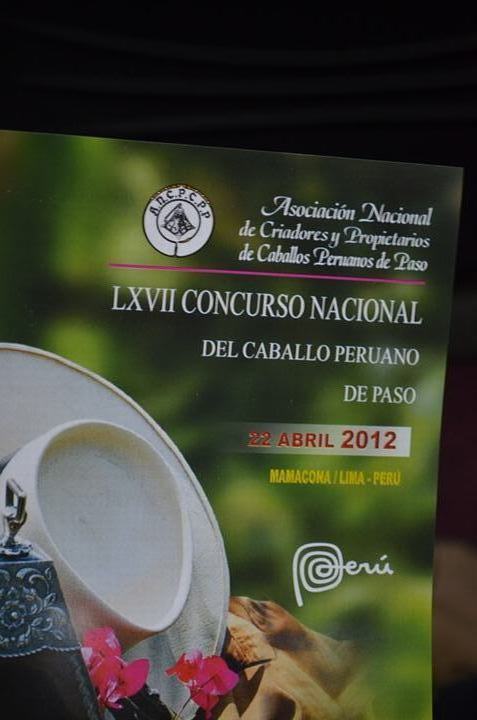 A.N.C.P.C.P.P
Asociación Nacional
de Criadores y Propietarios
de Caballos Peruanos de Paso
LXVII CONCURSO NACIONAL
DEL CABALLO PERUANO
DE PASO
22 ABRIL 2012
MAMACONA / LIMA - PERÚ
Perú